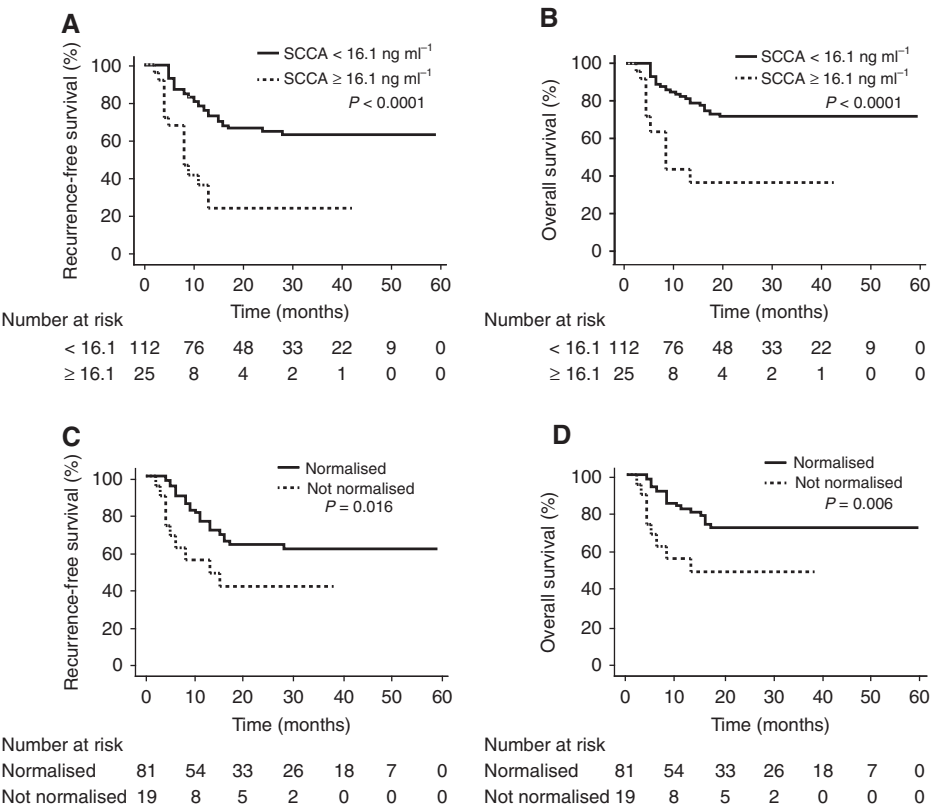 A
Recurrence-free survival (%)
SCCA < 16.1 ng ml⁻¹
SCCA ≥ 16.1 ng ml⁻¹
P < 0.0001
100
80
60
40
20
0
0 10 20 30 40 50 60
Time (months)
Number at risk
< 16.1 112 76 48 33 22 9 0
≥ 16.1 25 8 4 2 1 0 0
B
Overall survival (%)
SCCA < 16.1 ng ml⁻¹
SCCA ≥ 16.1 ng ml⁻¹
P < 0.0001
100
80
60
40
20
0
0 10 20 30 40 50 60
Time (months)
Number at risk
< 16.1 112 76 48 33 22 9 0
≥ 16.1 25 8 4 2 1 0 0
C
Recurrence-free survival (%)
Normalised
Not normalised
P = 0.016
100
80
60
40
20
0
0 10 20 30 40 50 60
Time (months)
Number at risk
Normalised 81 54 33 26 18 7 0
Not normalised 19 8 5 2 0 0 0
D
Overall survival (%)
Normalised
Not normalised
P = 0.006
100
80
60
40
20
0
0 10 20 30 40 50 60
Time (months)
Number at risk
Normalised 81 54 33 26 18 7 0
Not normalised 19 8 5 2 0 0 0